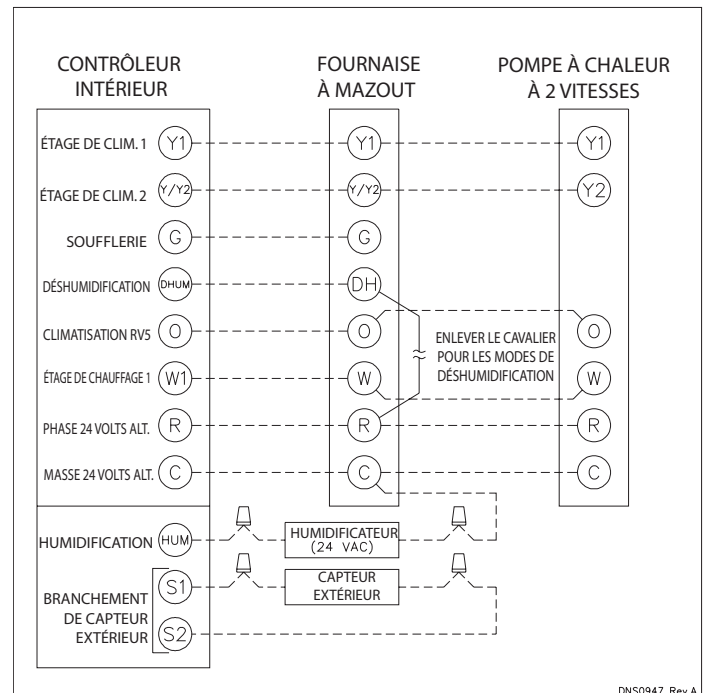 CONTRÔLEUR
INTÉRIEUR
FOURNAISE
À MAZOUT
POMPE À CHALEUR
À 2 VITESSES
ÉTAGE DE CLIM. 1 Y1 Y1 Y1
ÉTAGE DE CLIM. 2 Y/Y2 Y/Y2 Y2
SOUFFLERIE G G
DÉSHUMIDIFICATION DHUM DH
CLIMATISATION RV5 O O O
ENLEVER LE CAVALIER
POUR LES MODES DE
DÉSHUMIDIFICATION
ÉTAGE DE CHAUFFAGE 1 W1 W W
PHASE 24 VOLTS ALT. R R R
MASSE 24 VOLTS ALT. C C C
HUMIDIFICATION HUM
HUMIDIFICATEUR
(24 VAC)
BRANCHEMENT
DE CAPTEUR
EXTÉRIEUR
S1
S2
CAPTEUR
EXTÉRIEUR
DNS0947 Rev A